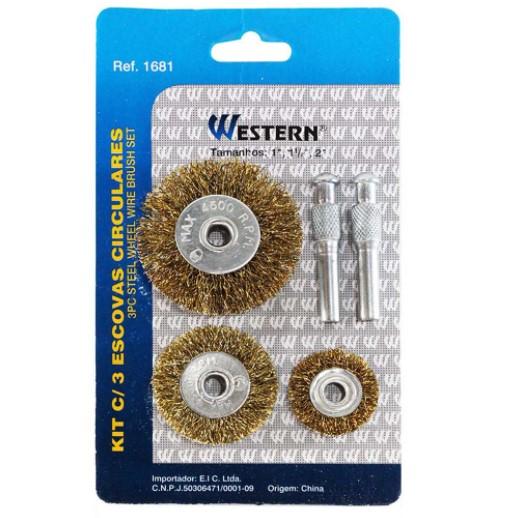 Ref. 1681
WESTERN®
Tamanhos: 1", 1½", 2"
KIT C/ 3 ESCOVAS CIRCULARES
3PC STEEL WHEEL WIRE BRUSH SET
MAX 4500 R.P.M
Importador: E.I C. Ltda.
C.N.P.J.50306471/0001-09
Origem: China